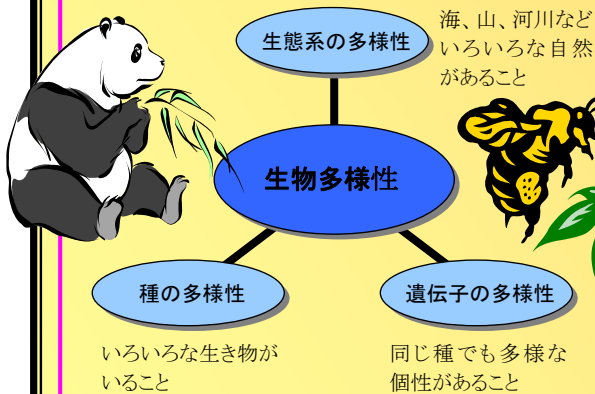 生態系の多様性
海、山、河川など
いろいろな自然
があること
生物多様性
種の多様性
いろいろな生き物が
いること
遺伝子の多様性
同じ種でも多様な
個性があること